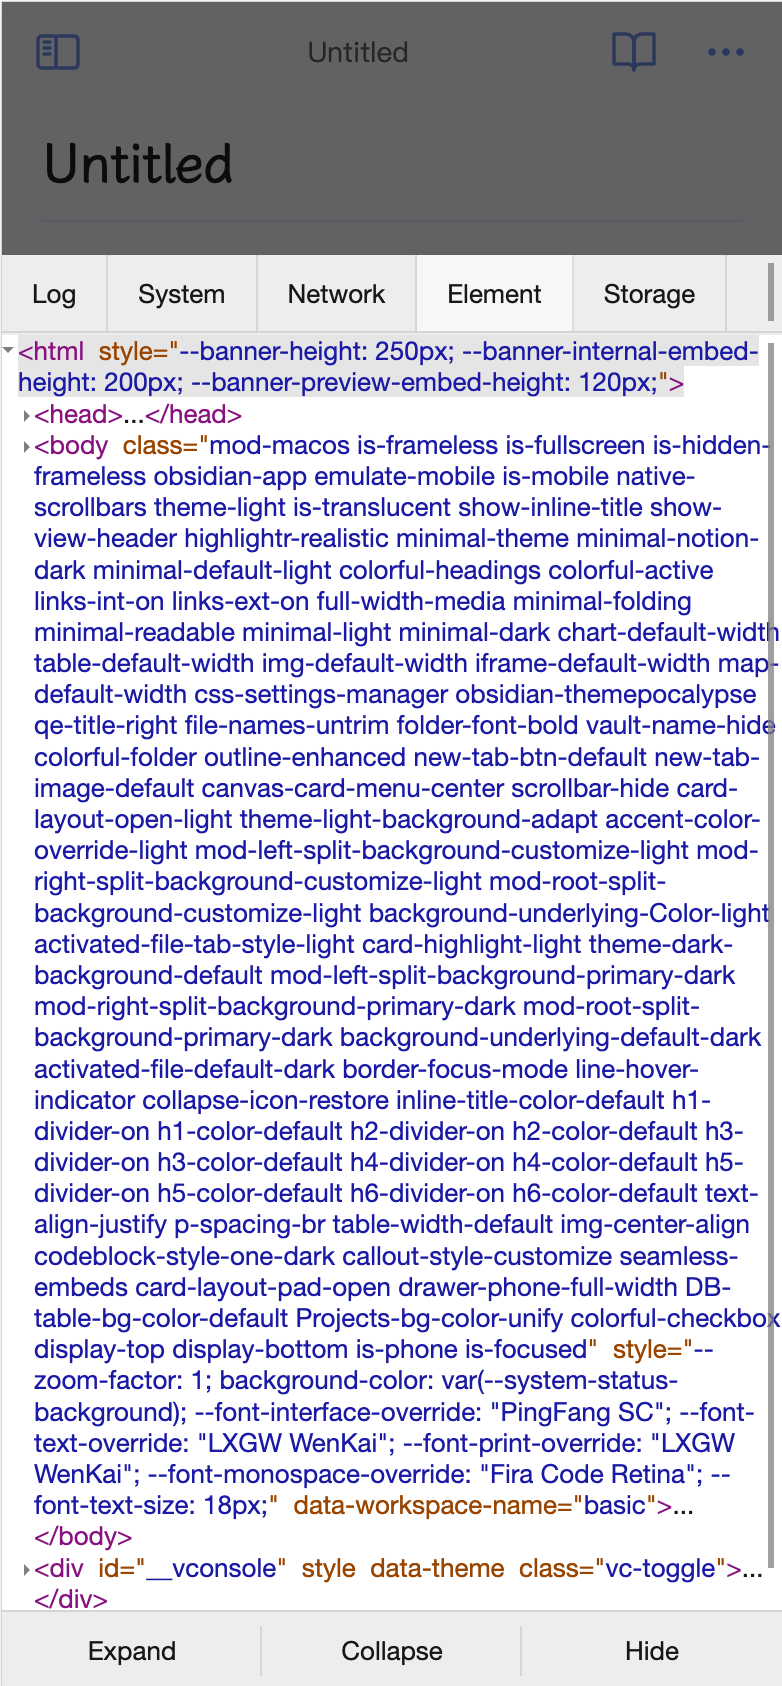 Untitled
Untitled
Log System Network Element Storage
<html style="--banner-height: 250px; --banner-internal-embed-
height: 200px; --banner-preview-embed-height: 120px;">
<head>...</head>
<body class="mod-macos is-frameless is-fullscreen is-hidden-
frameless obsidian-app emulate-mobile is-mobile native-
scrollbars theme-light is-translucent show-inline-title show-
view-header highlightr-realistic minimal-theme minimal-notion-
dark minimal-default-light colorful-headings colorful-active
links-int-on links-ext-on full-width-media minimal-folding
minimal-readable minimal-light minimal-dark chart-default-width
table-default-width img-default-width iframe-default-width map-
default-width css-settings-manager obsidian-themepocalypse
qe-title-right file-names-untrim folder-font-bold vault-name-hide
colorful-folder outline-enhanced new-tab-btn-default new-tab-
image-default canvas-card-menu-center scrollbar-hide card-
layout-open-light theme-light-background-adapt accent-color-
override-light mod-left-split-background-customize-light mod-
right-split-background-customize-light mod-root-split-
background-customize-light background-underlying-Color-light
activated-file-tab-style-light card-highlight-light theme-dark-
background-default mod-left-split-background-primary-dark
mod-right-split-background-primary-dark mod-root-split-
background-primary-dark background-underlying-default-dark
activated-file-default-dark border-focus-mode line-hover-
indicator collapse-icon-restore inline-title-color-default h1-
divider-on h1-color-default h2-divider-on h2-color-default h3-
divider-on h3-color-default h4-divider-on h4-color-default h5-
divider-on h5-color-default h6-divider-on h6-color-default text-
align-justify p-spacing-br table-width-default img-center-align
codeblock-style-one-dark callout-style-customize seamless-
embeds card-layout-pad-open drawer-phone-full-width DB-
table-bg-color-default Projects-bg-color-unify colorful-checkbox
display-top display-bottom is-phone is-focused" style="--
zoom-factor: 1; background-color: var(--system-status-
background); --font-interface-override: "PingFang SC"; --font-
text-override: "LXGW WenKai"; --font-print-override: "LXGW
WenKai"; --font-monospace-override: "Fira Code Retina"; --
font-text-size: 18px;" data-workspace-name="basic">...
</body>
<div id="__vconsole" style data-theme class="vc-toggle">...
</div>
Expand Collapse Hide